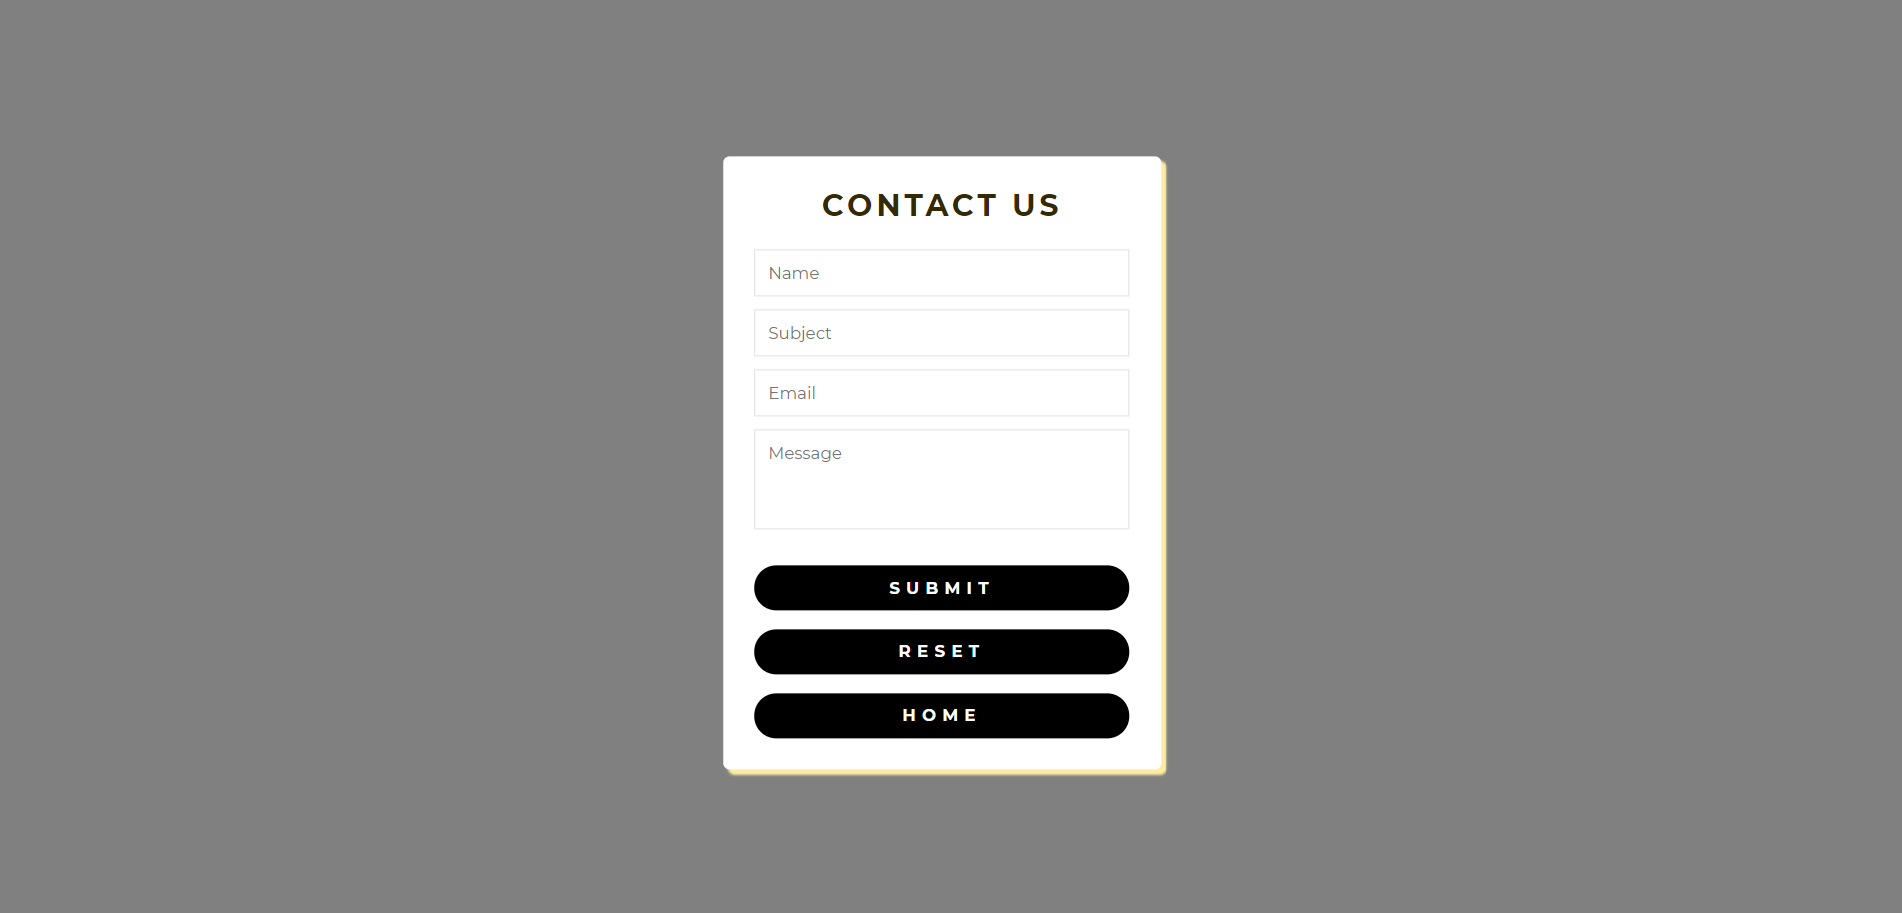 CONTACT US
Name
Subject
Email
Message
SUBMIT
RESET
HOME